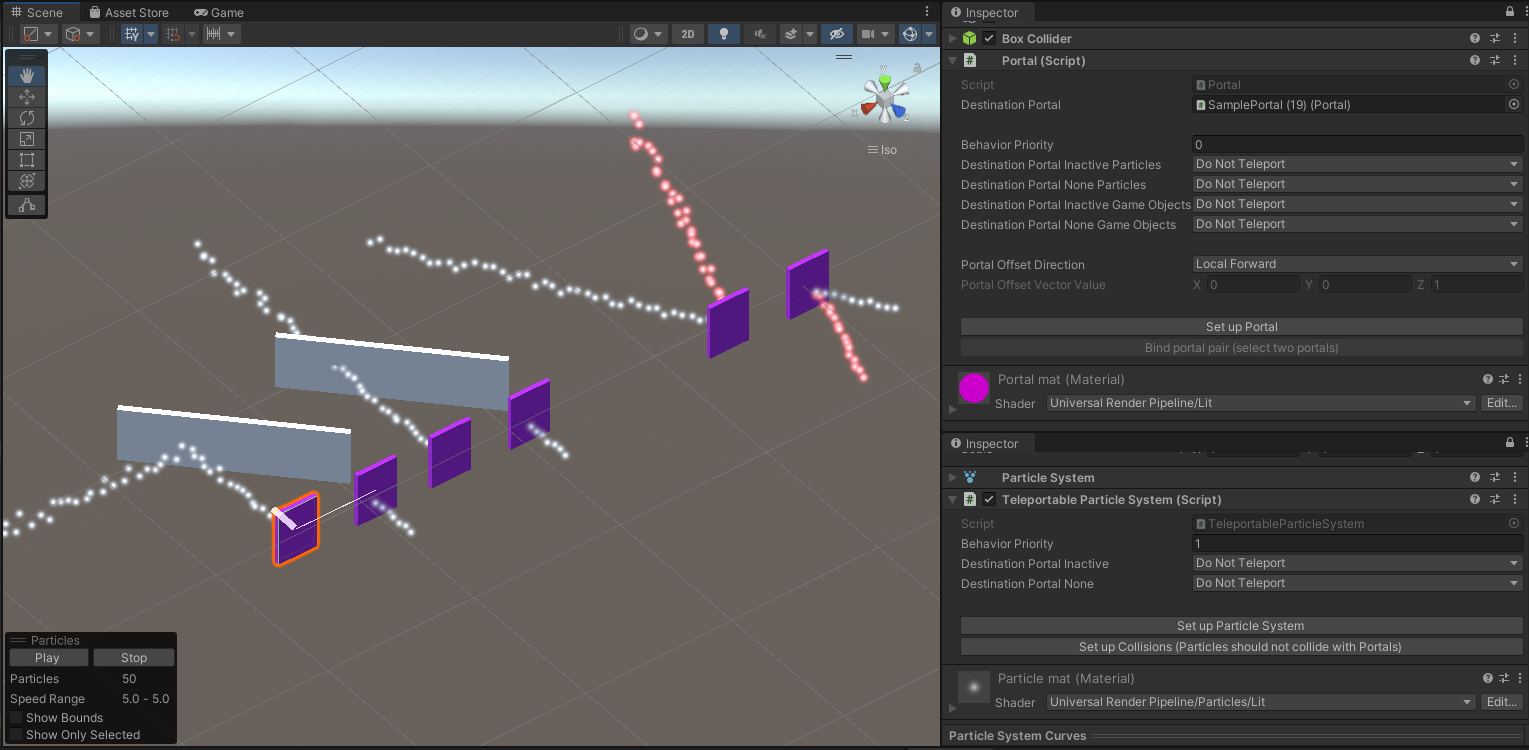 Scene Asset Store Game
2D
Y
X
Z
Iso
Particles
Play Stop
Particles 50
Speed Range 5.0 - 5.0
Show Bounds
Show Only Selected
Inspector
Box Collider
Portal (Script)
Script Portal
Destination Portal SamplePortal (19) (Portal)
Behavior Priority 0
Destination Portal Inactive Particles Do Not Teleport
Destination Portal None Particles Do Not Teleport
Destination Portal Inactive Game Objects Do Not Teleport
Destination Portal None Game Objects Do Not Teleport
Portal Offset Direction Local Forward
Portal Offset Vector Value X 0 Y 0 Z 1
Set up Portal
Bind portal pair (select two portals)
Portal mat (Material)
Shader Universal Render Pipeline/Lit Edit...
Inspector
Particle System
Teleportable Particle System (Script)
Script TeleportableParticleSystem
Behavior Priority 1
Destination Portal Inactive Do Not Teleport
Destination Portal None Do Not Teleport
Set up Particle System
Set up Collisions (Particles should not collide with Portals)
Particle mat (Material)
Shader Universal Render Pipeline/Particles/Lit Edit...
Particle System Curves